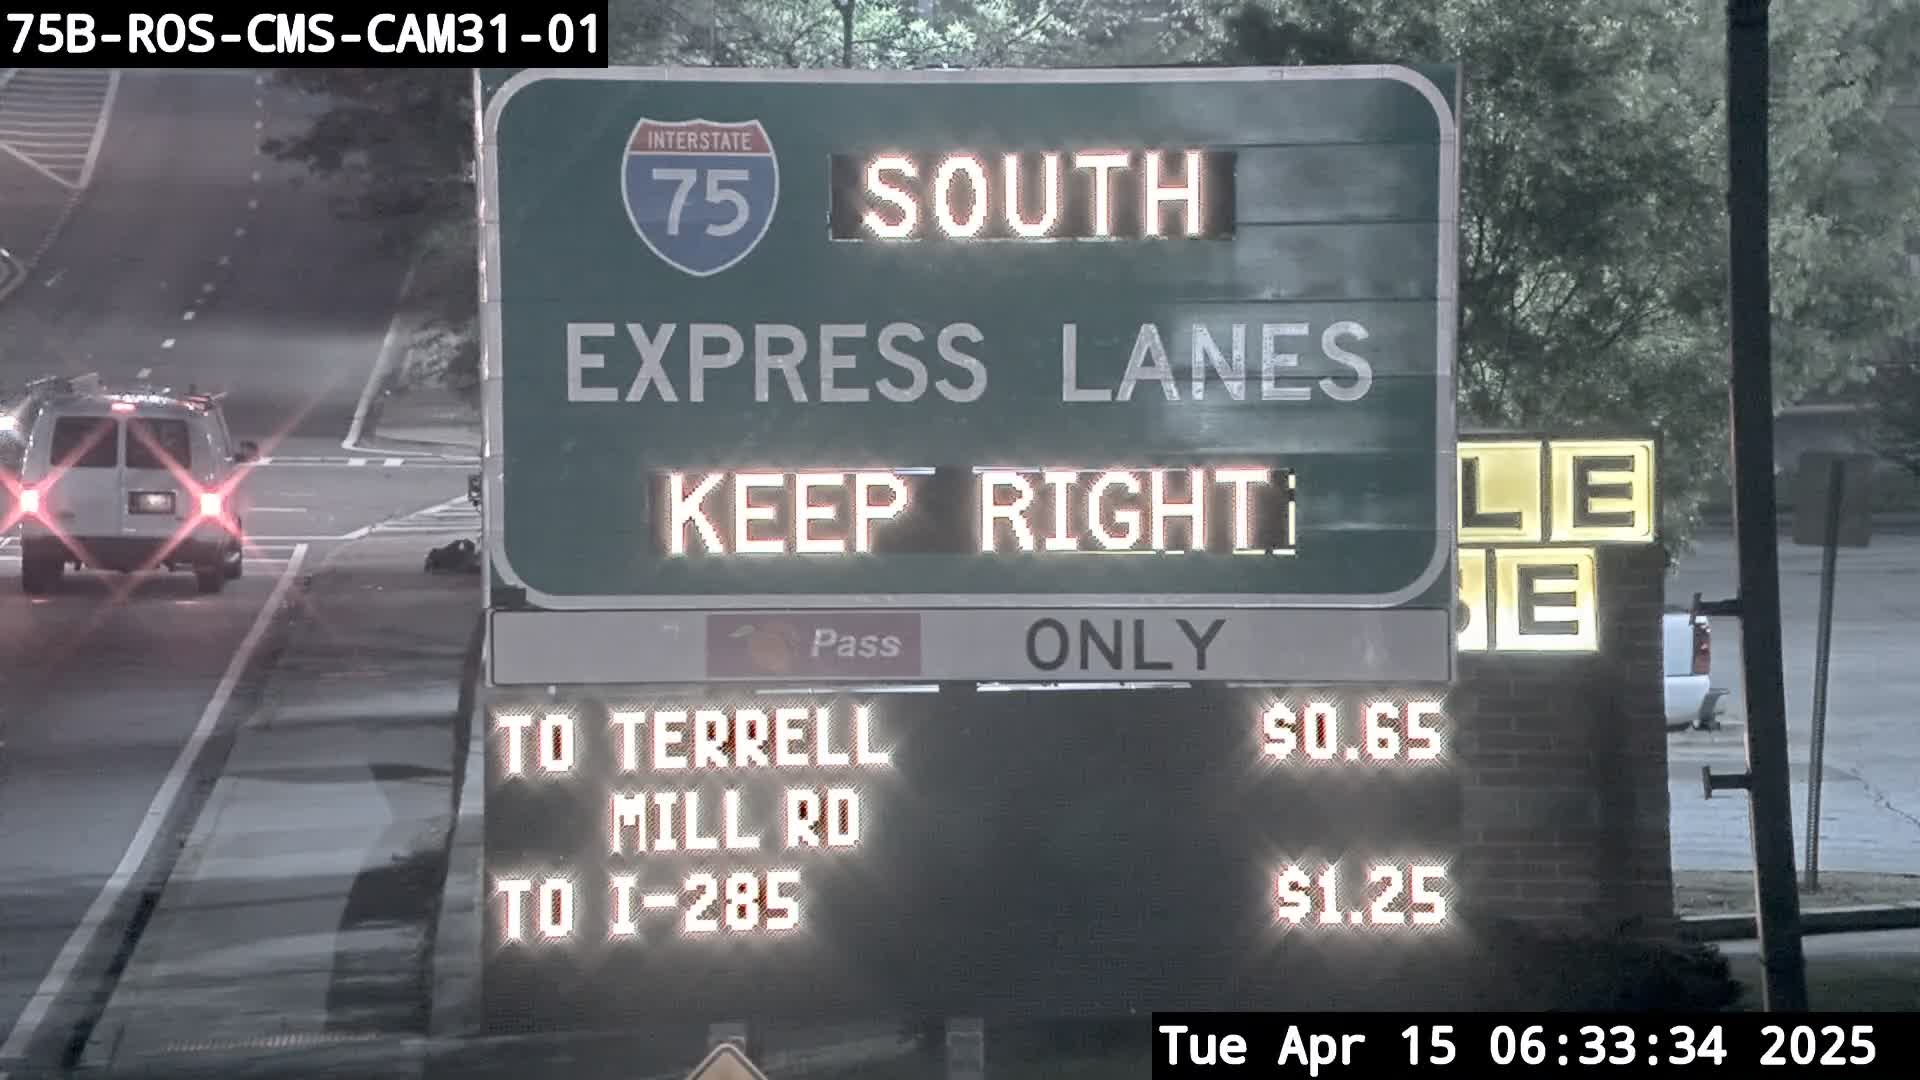 75B-ROS-CMS-CAM31-01
INTERSTATE
75
SOUTH
EXPRESS LANES
KEEP RIGHT
Pass ONLY
TO TERRELL $0.65
MILL RD
TO I-285 $1.25
LE
E
Tue Apr 15 06:33:34 2025